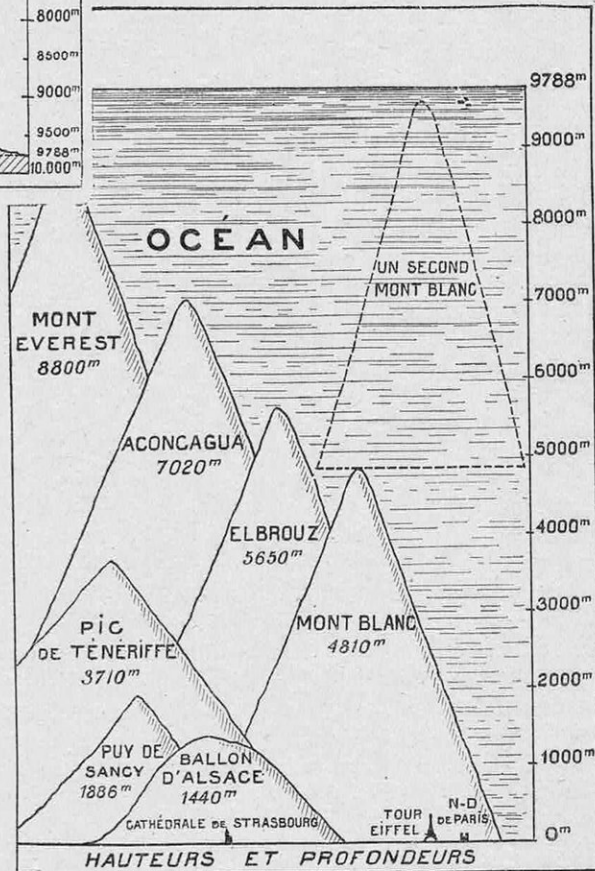 8000m
8500m
9000m
9500m
9788m
10.000m
9788m
9000m
8000m
7000m
6000m
5000m
4000m
3000m
2000m
1000m
0m
OCÉAN
UN SECOND
MONT BLANC
MONT
EVEREST
8800m
ACONCAGUA
7020m
ELBROUZ
5650m
MONT BLANC
4810m
PIC
DE TÉNÉRIFFE
3710m
PUY DE
SANCY
1886m
BALLON
D'ALSACE
1440m
CATHÉDRALE DE STRASBOURG
TOUR
EIFFEL
N-D
DE PARIS
HAUTEURS ET PROFONDEURS